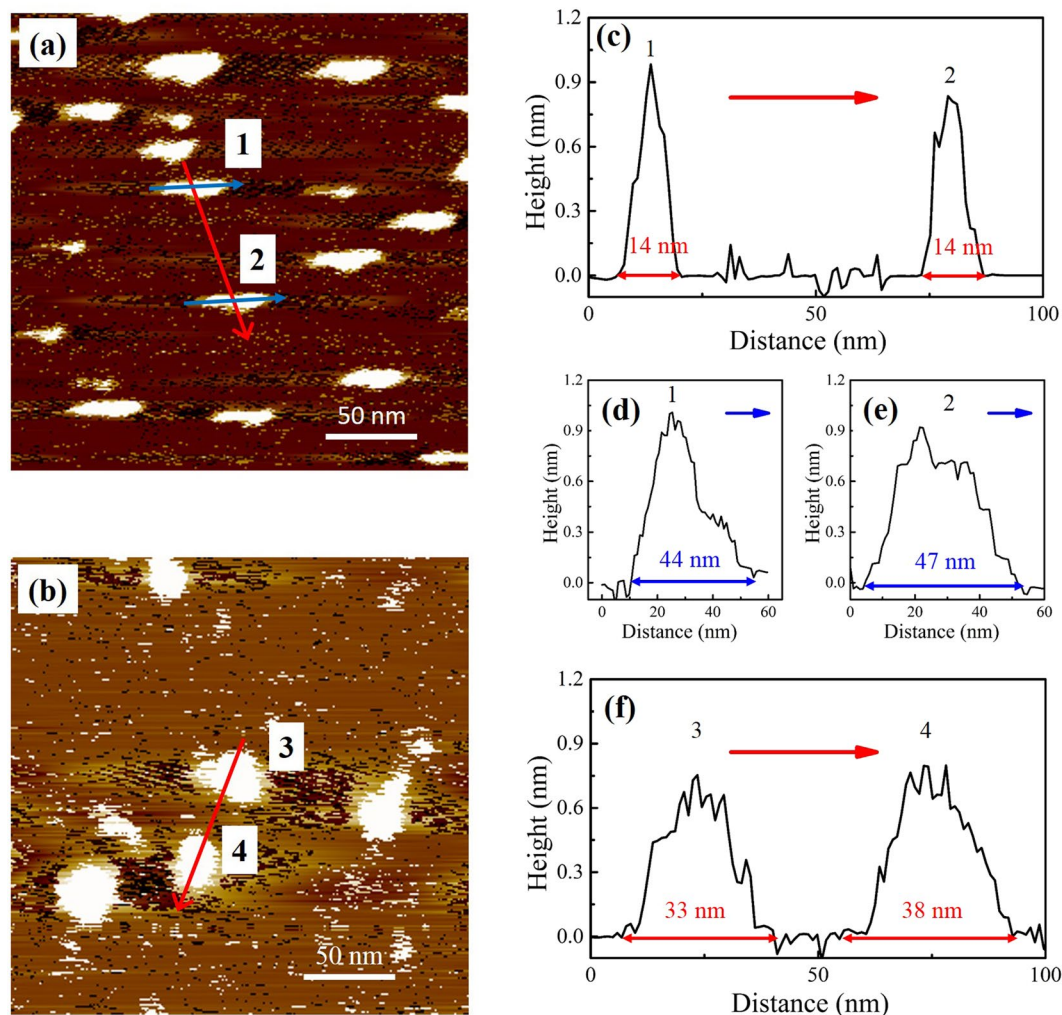 (a)
1
2
50 nm
(b)
3
4
50 nm
(c)
1
2
14 nm
14 nm
1.2
0.9
0.6
0.3
0.0
Height (nm)
0
50
100
Distance (nm)
(d)
1
44 nm
1.2
0.9
0.6
0.3
0.0
Height (nm)
0 20 40 60
Distance (nm)
(e)
2
47 nm
1.2
0.9
0.6
0.3
0.0
Height (nm)
0 20 40 60
Distance (nm)
(f)
3
4
33 nm
38 nm
1.2
0.9
0.6
0.3
0.0
Height (nm)
0
50
100
Distance (nm)